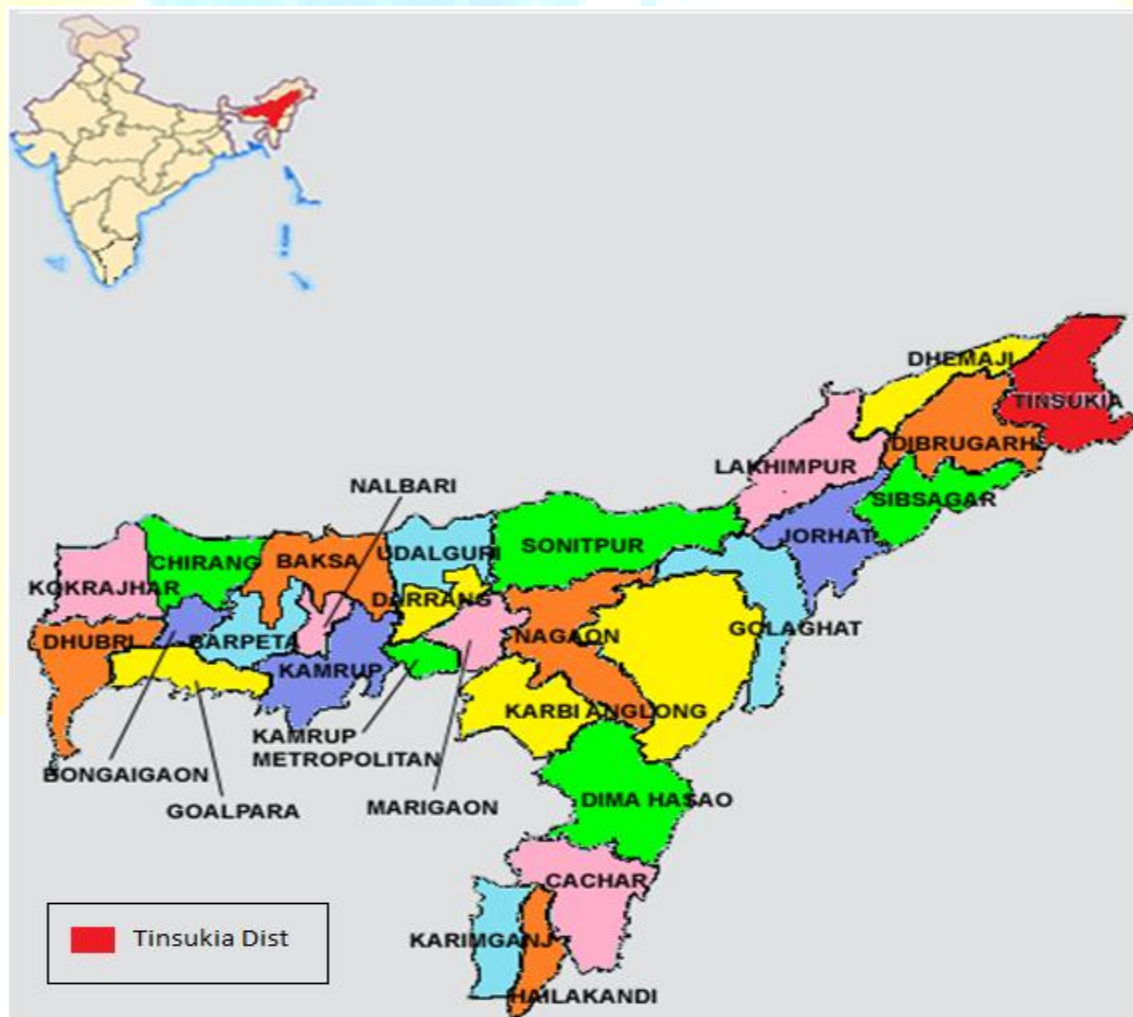 DHEMAJI
TINSUKIA
DIBRUGARH
LAKHIMPUR
NALBARI
SIBSAGAR
JORHAT
SONITPUR
UDALGURI
CHIRANG
BAKSA
KOKRAJHAR
DARRANG
GOLAGHAT
NAGAON
DHUBRI
BARPETA
KAMRUP
KARBI ANGLONG
KAMRUP
METROPOLITAN
BONGAIGAON
MARIGAON
GOALPARA
DIMA HASAO
CACHAR
KARIMGANJ
HAILAKANDI
Tinsukia Dist